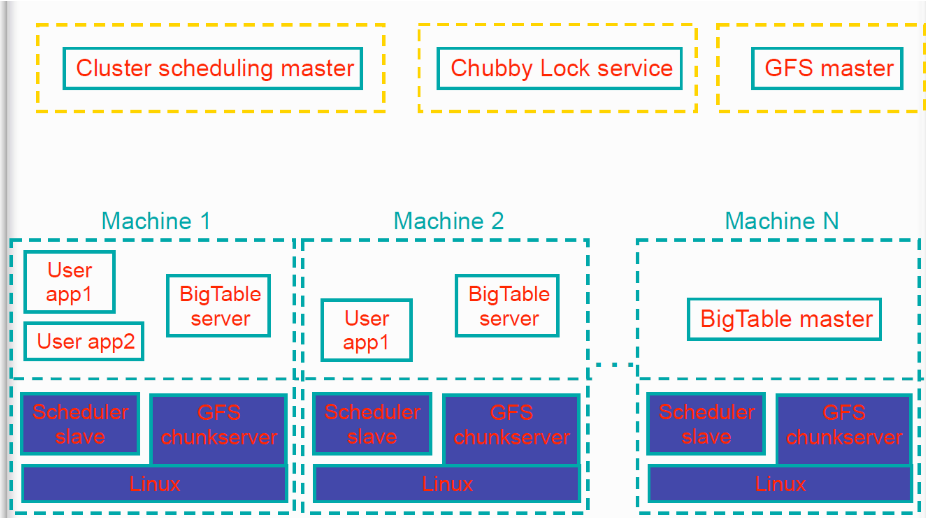 Cluster scheduling master
Chubby Lock service
GFS master
Machine 1
Machine 2
Machine N
User
app1
User app2
BigTable
server
User
app1
BigTable
server
BigTable master
Scheduler
slave
GFS
chunkserver
Linux
Scheduler
slave
GFS
chunkserver
Linux
Scheduler
slave
GFS
chunkserver
Linux